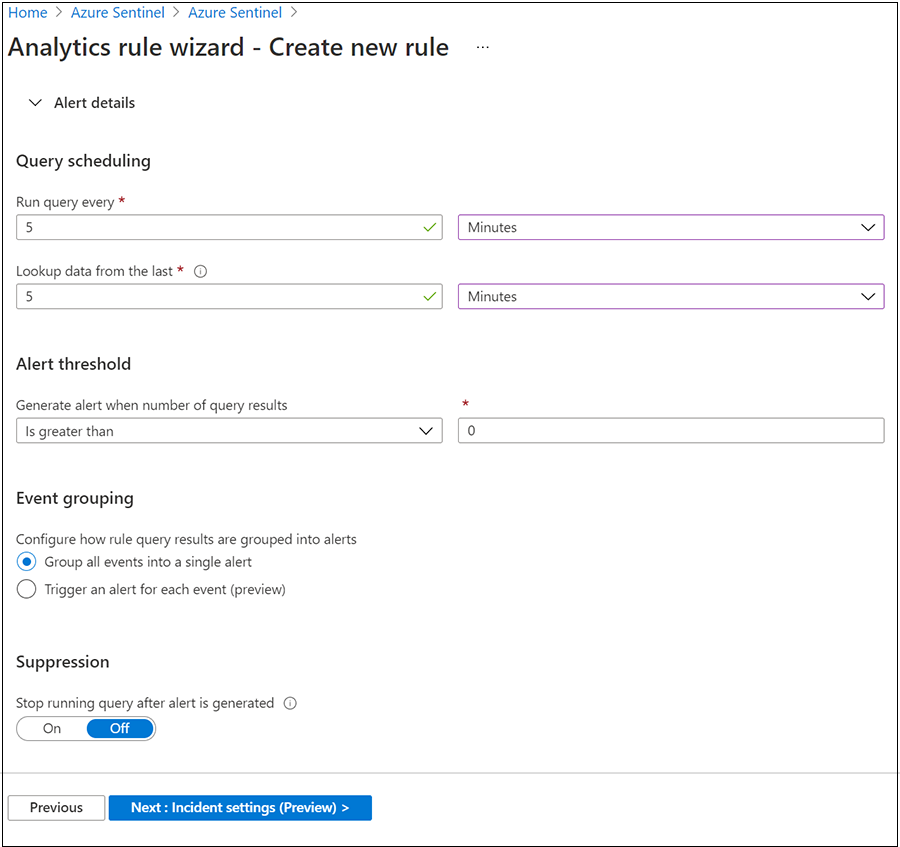 Home > Azure Sentinel > Azure Sentinel >
Analytics rule wizard - Create new rule ...
Alert details
Query scheduling
Run query every *
5 Minutes
Lookup data from the last *
5 Minutes
Alert threshold
Generate alert when number of query results *
Is greater than 0
Event grouping
Configure how rule query results are grouped into alerts
Group all events into a single alert
Trigger an alert for each event (preview)
Suppression
Stop running query after alert is generated
On Off
Previous Next : Incident settings (Preview) >